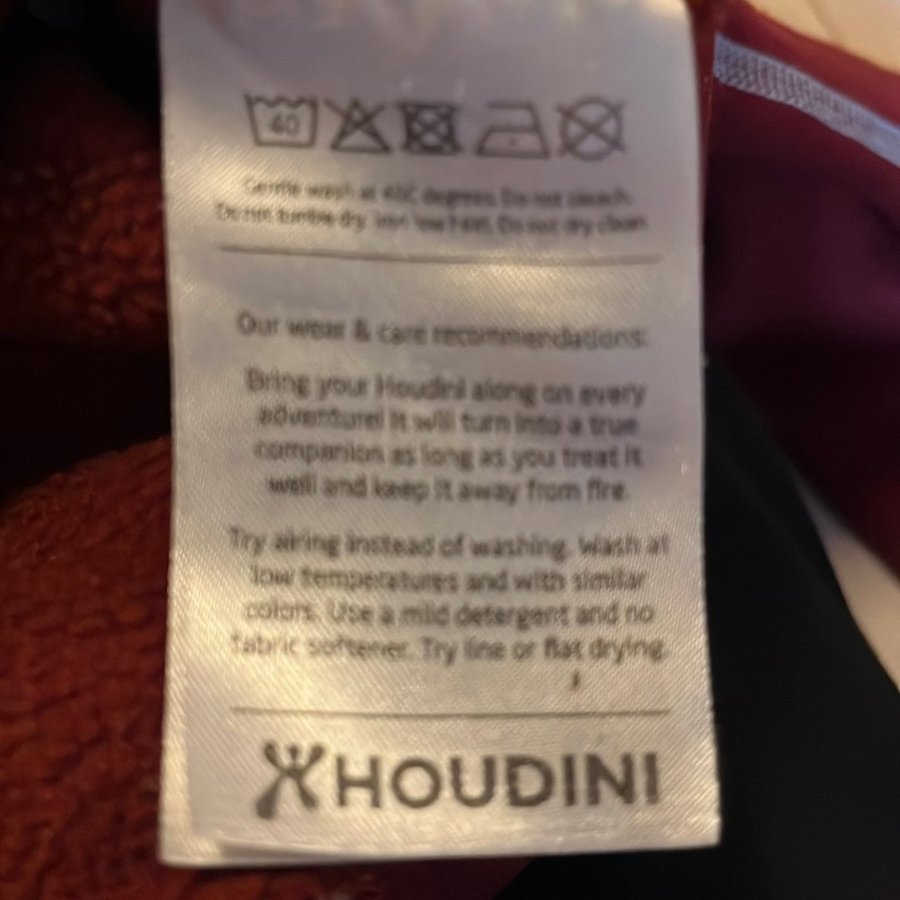 40
Gentle wash at 40C degrees. Do not bleach.
Do not tumble dry. Iron low heat. Do not dry clean.
Our wear & care recommendations:
Bring your Houdini along on every
adventure! It will turn into a true
companion as long as you treat it
well and keep it away from fire.
Try airing instead of washing. Wash at
low temperatures and with similar
colors. Use a mild detergent and no
fabric softener. Try line or flat drying.
HOUDINI